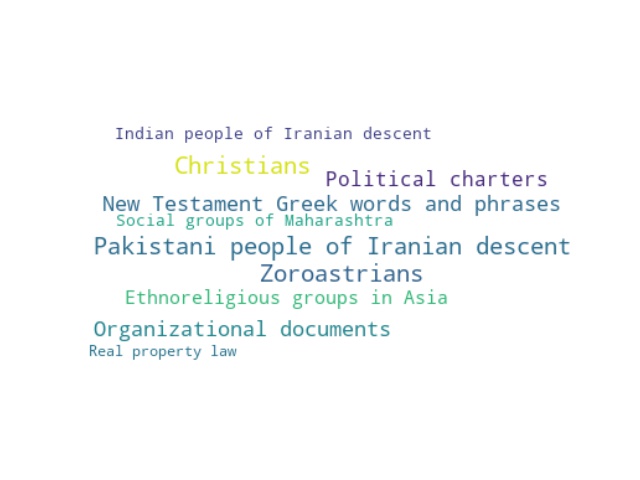 Indian people of Iranian descent
Christians
Political charters
New Testament Greek words and phrases
Social groups of Maharashtra
Pakistani people of Iranian descent
Zoroastrians
Ethnoreligious groups in Asia
Organizational documents
Real property law